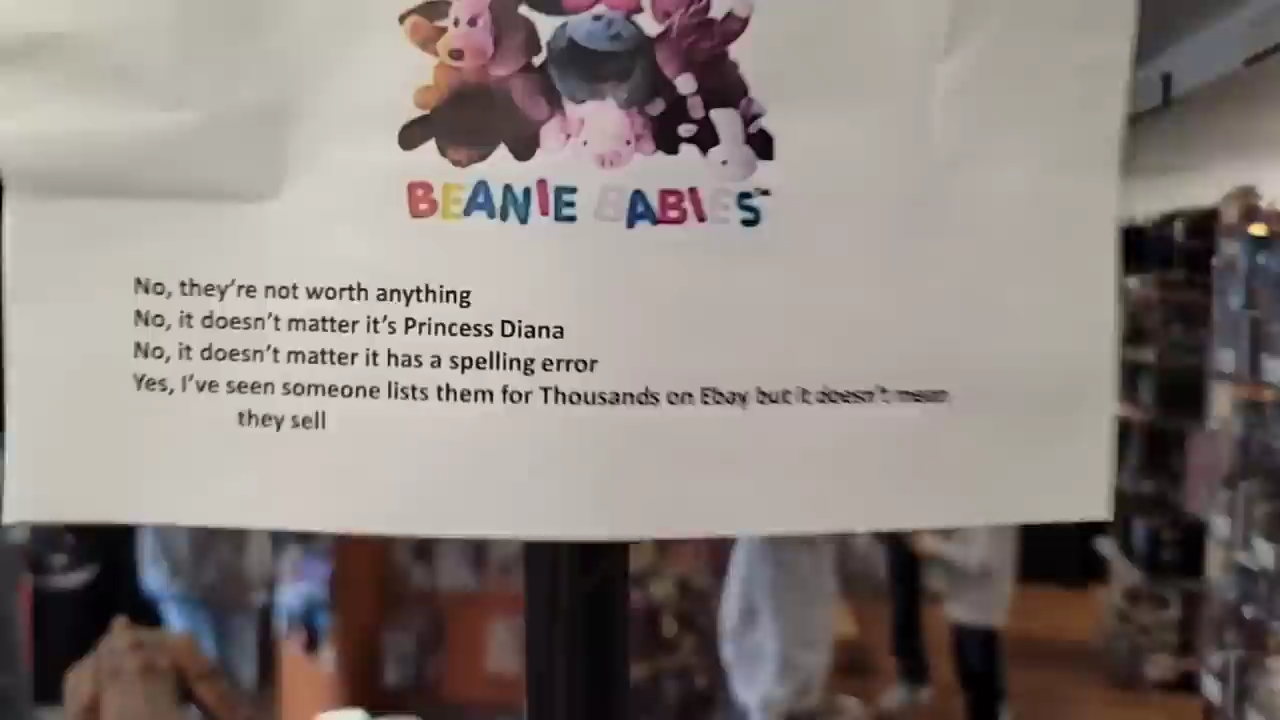 BEANIE BABIES™
No, they're not worth anything
No, it doesn't matter it's Princess Diana
No, it doesn't matter it has a spelling error
Yes, I've seen someone lists them for Thousands on Ebay but it doesn't mean
they sell